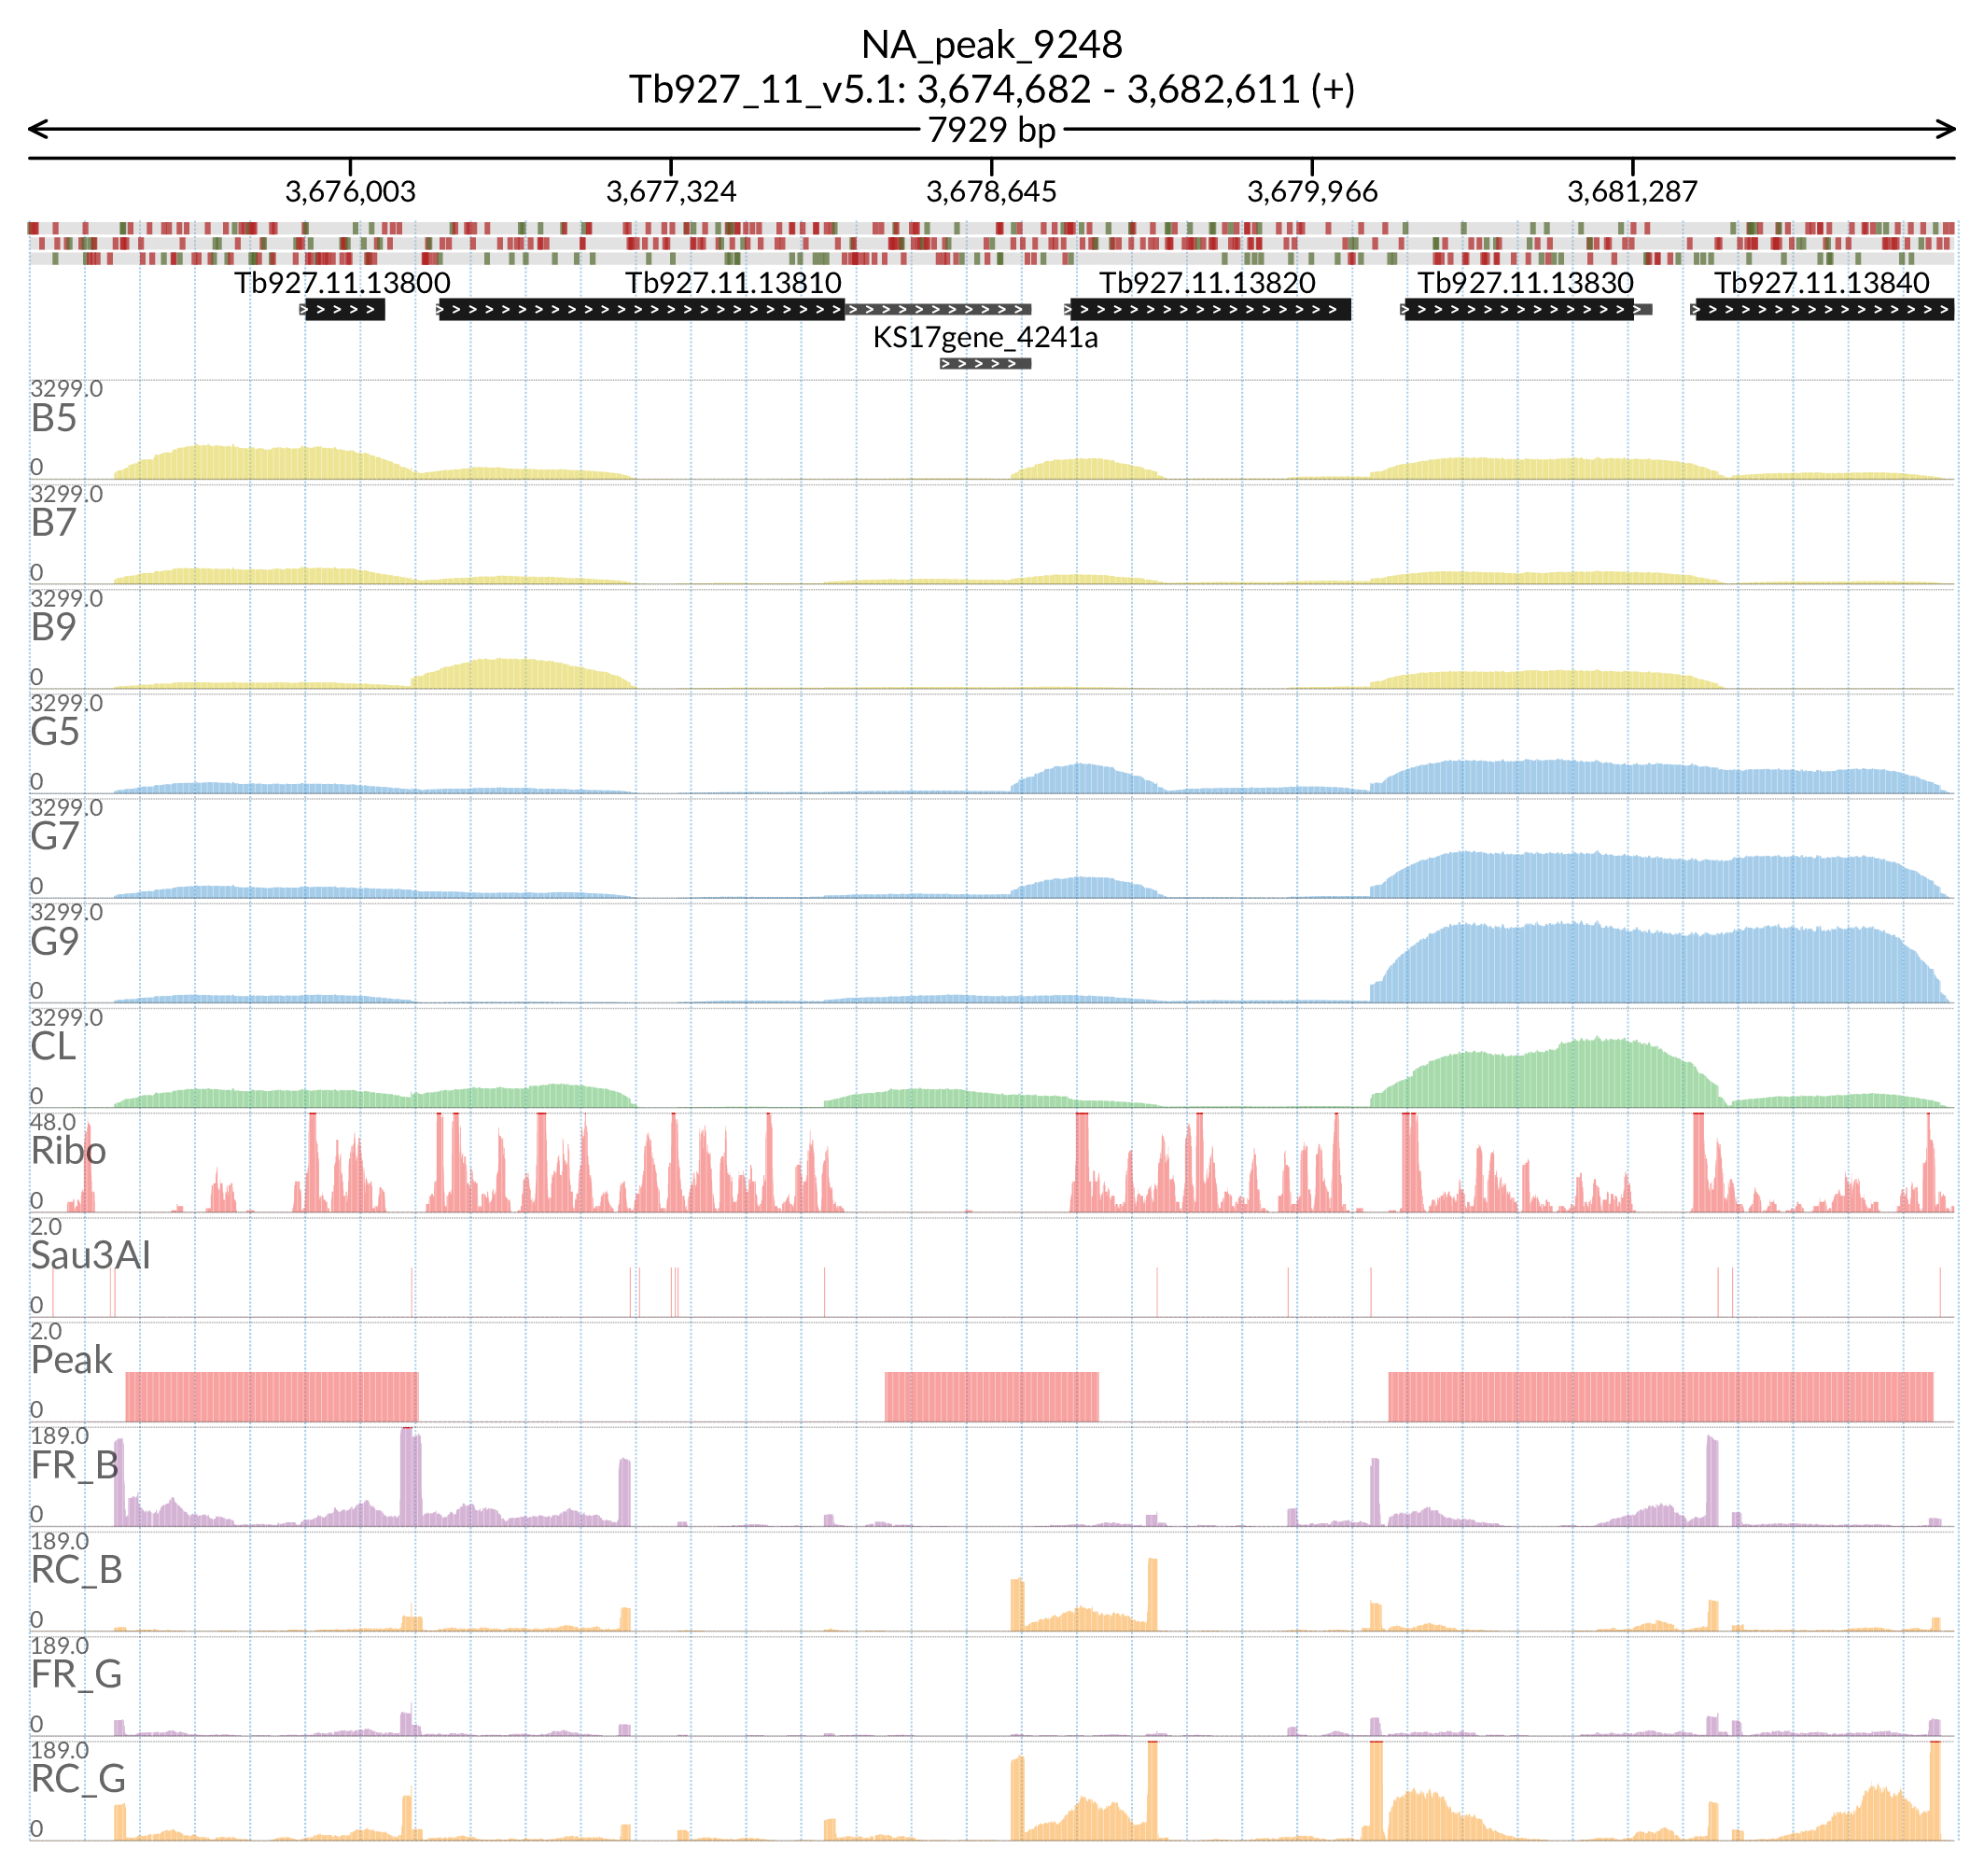 NA_peak_9248
Tb927_11_v5.1: 3,674,682 - 3,682,611 (+)
7929 bp
3,676,003 3,677,324 3,678,645 3,679,966 3,681,287
Tb927.11.13800 Tb927.11.13810 Tb927.11.13820 Tb927.11.13830 Tb927.11.13840
KS17gene_4241a
3299.0
B5
0
3299.0
B7
0
3299.0
B9
0
3299.0
G5
0
3299.0
G7
0
3299.0
G9
0
3299.0
CL
0
48.0
Ribo
0
2.0
Sau3AI
0
2.0
Peak
0
189.0
FR_B
0
189.0
RC_B
0
189.0
FR_G
0
189.0
RC_G
0